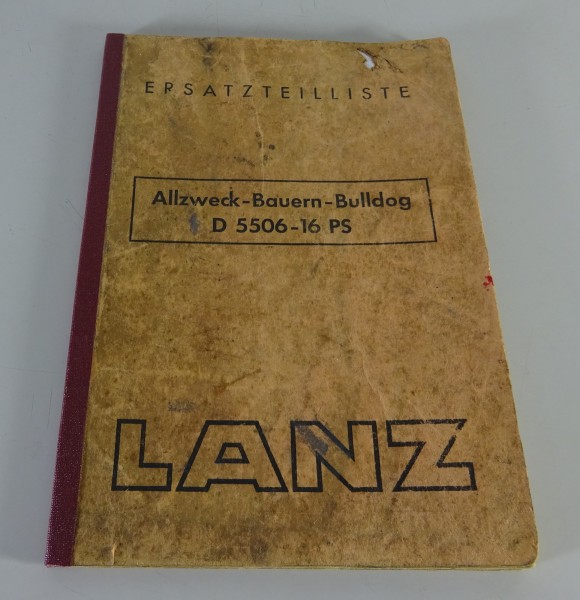 ERSATZTEILLISTE
Allzweck-Bauern-Bulldog
D 5506-16 PS
LANZ